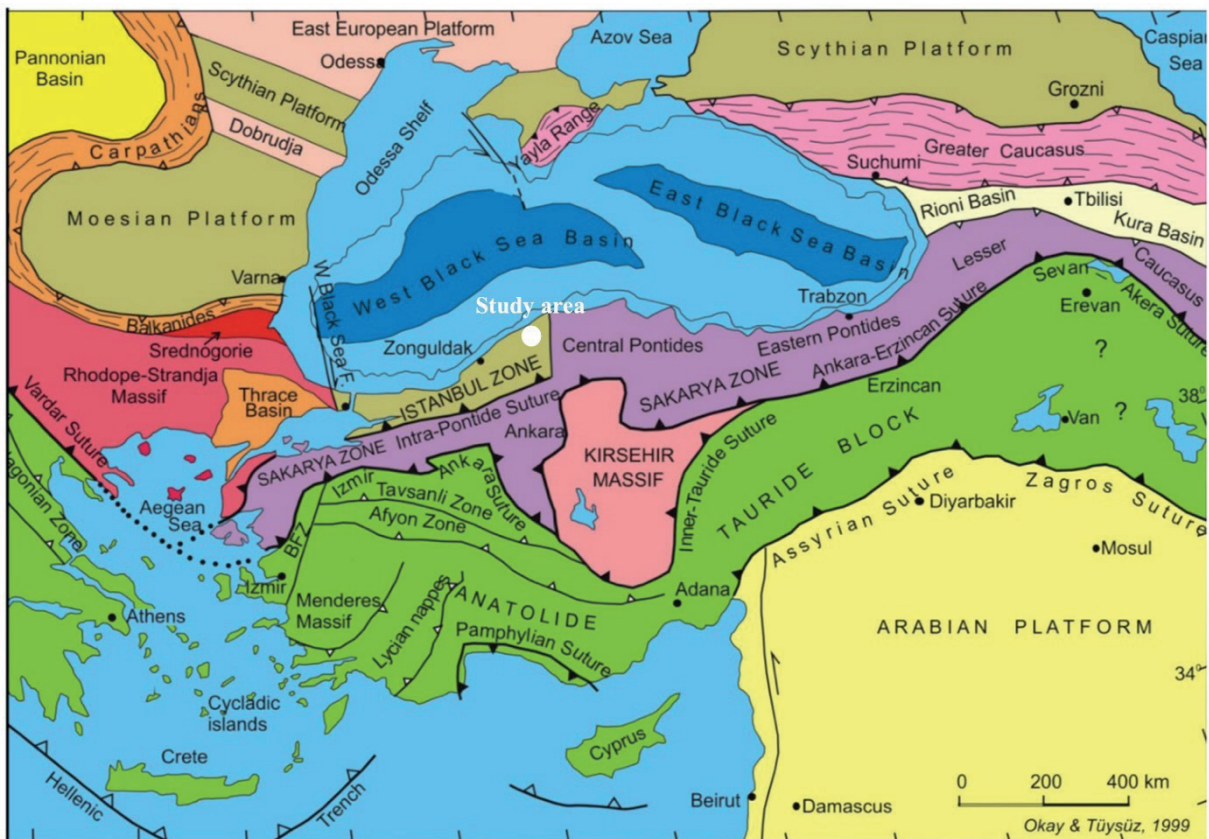 East European Platform
Azov Sea
Scythian Platform
Caspian
Sea
Pannonian
Basin
Odessa
Scythian Platform
Grozni
Odessa Shelf
Yayla Range
Dobrudja
Carpathians
Greater Caucasus
Suchumi
Rioni Basin
Tbilisi
Kura Basin
Moesian Platform
East Black Sea Basin
West Black Sea Basin
Lesser
Caucasus
Varna
W. Black Sea F.
Study area
Trabzon
Sevan
Akera Suture
Erevan
Balkanides
Srednogorie
Zonguldak
Central Pontides
Eastern Pontides
Rhodope-Strandja
Massif
ISTANBUL ZONE
SAKARYA ZONE
Ankara-Erzincan Suture
Erzincan
?
38°
Vardar Suture
Thrace
Basin
SAKARYA ZONE
Intra-Pontide Suture
Ankara
KIRSEHIR
MASSIF
Van
?
lagonian Zone
Aegean
Sea
Izmir
Ankara Suture
Tavsanli Zone
Afyon Zone
Inner-Tauride Suture
TAURIDE BLOCK
Assyrian Suture
Diyarbakir
Zagros Suture
BFZ
Izmir
Mosul
Athens
Menderes
Massif
Lycian nappes
ANATOLIDE
Pamphylian Suture
Adana
ARABIAN PLATFORM
34°
Cycladic
islands
Crete
Cyprus
Hellenic
Trench
Beirut
Damascus
0 200 400 km
Okay & Tüysüz, 1999